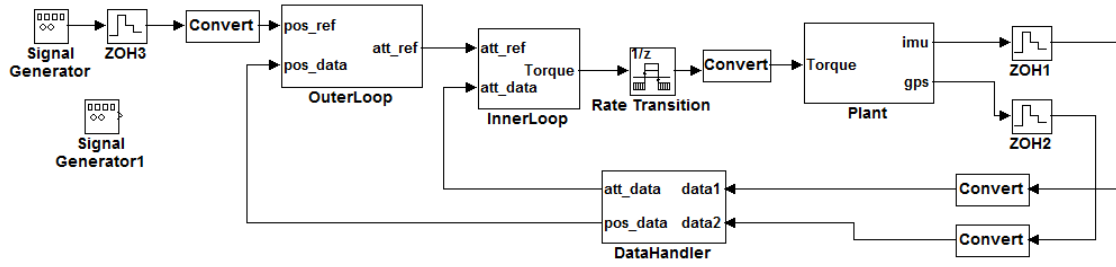 Signal
Generator
ZOH3
Convert
pos_ref
pos_data
att_ref
OuterLoop
att_ref
Torque
att_data
InnerLoop
1/z
Rate Transition
Convert
Torque
imu
gps
Plant
ZOH1
ZOH2
Signal
Generator1
att_data
data1
pos_data
data2
DataHandler
Convert
Convert